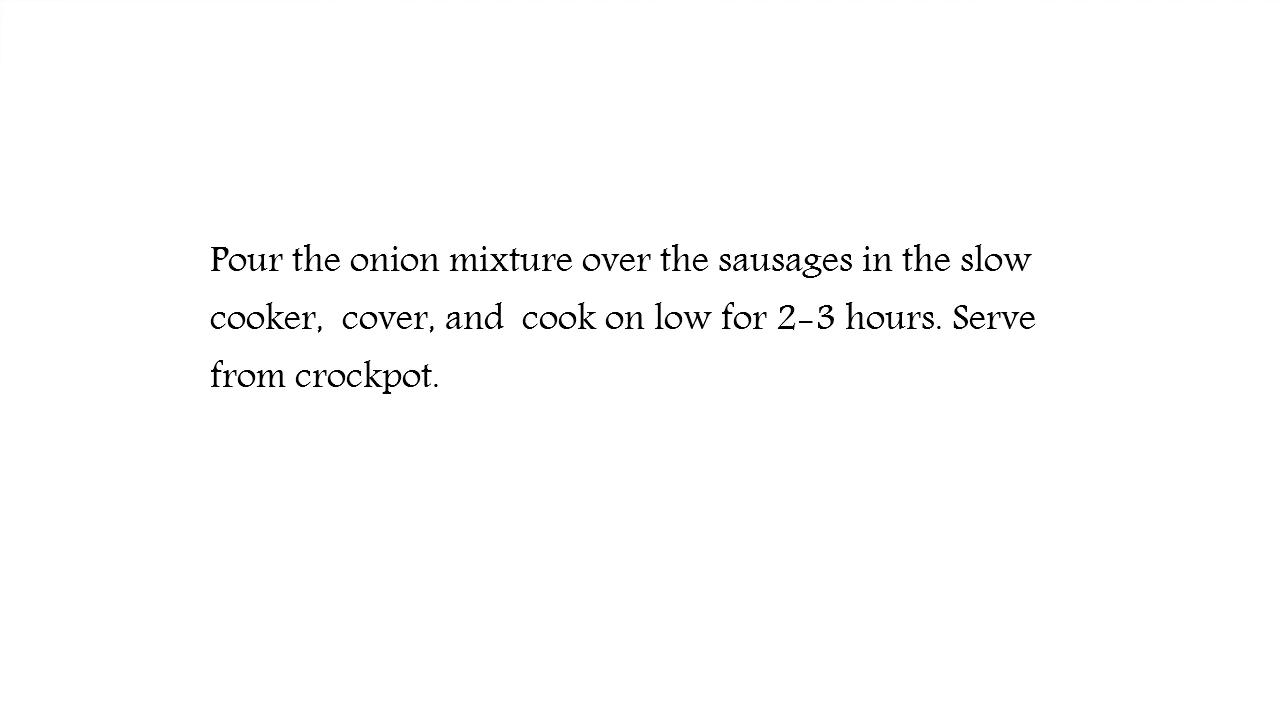 Pour the onion mixture over the sausages in the slow
cooker,  cover, and  cook on low for 2-3 hours. Serve
from crockpot.